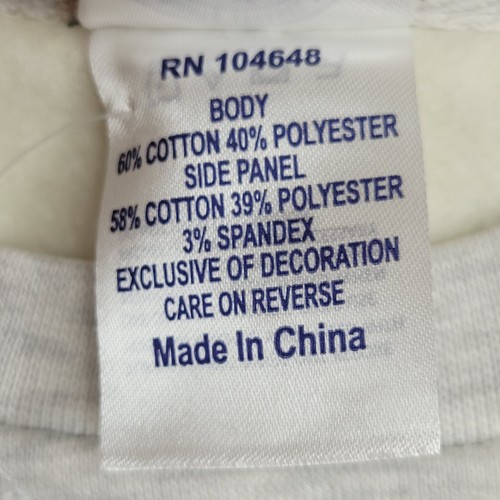 RN 104648
BODY
60% COTTON 40% POLYESTER
SIDE PANEL
58% COTTON 39% POLYESTER
3% SPANDEX
EXCLUSIVE OF DECORATION
CARE ON REVERSE
Made In China